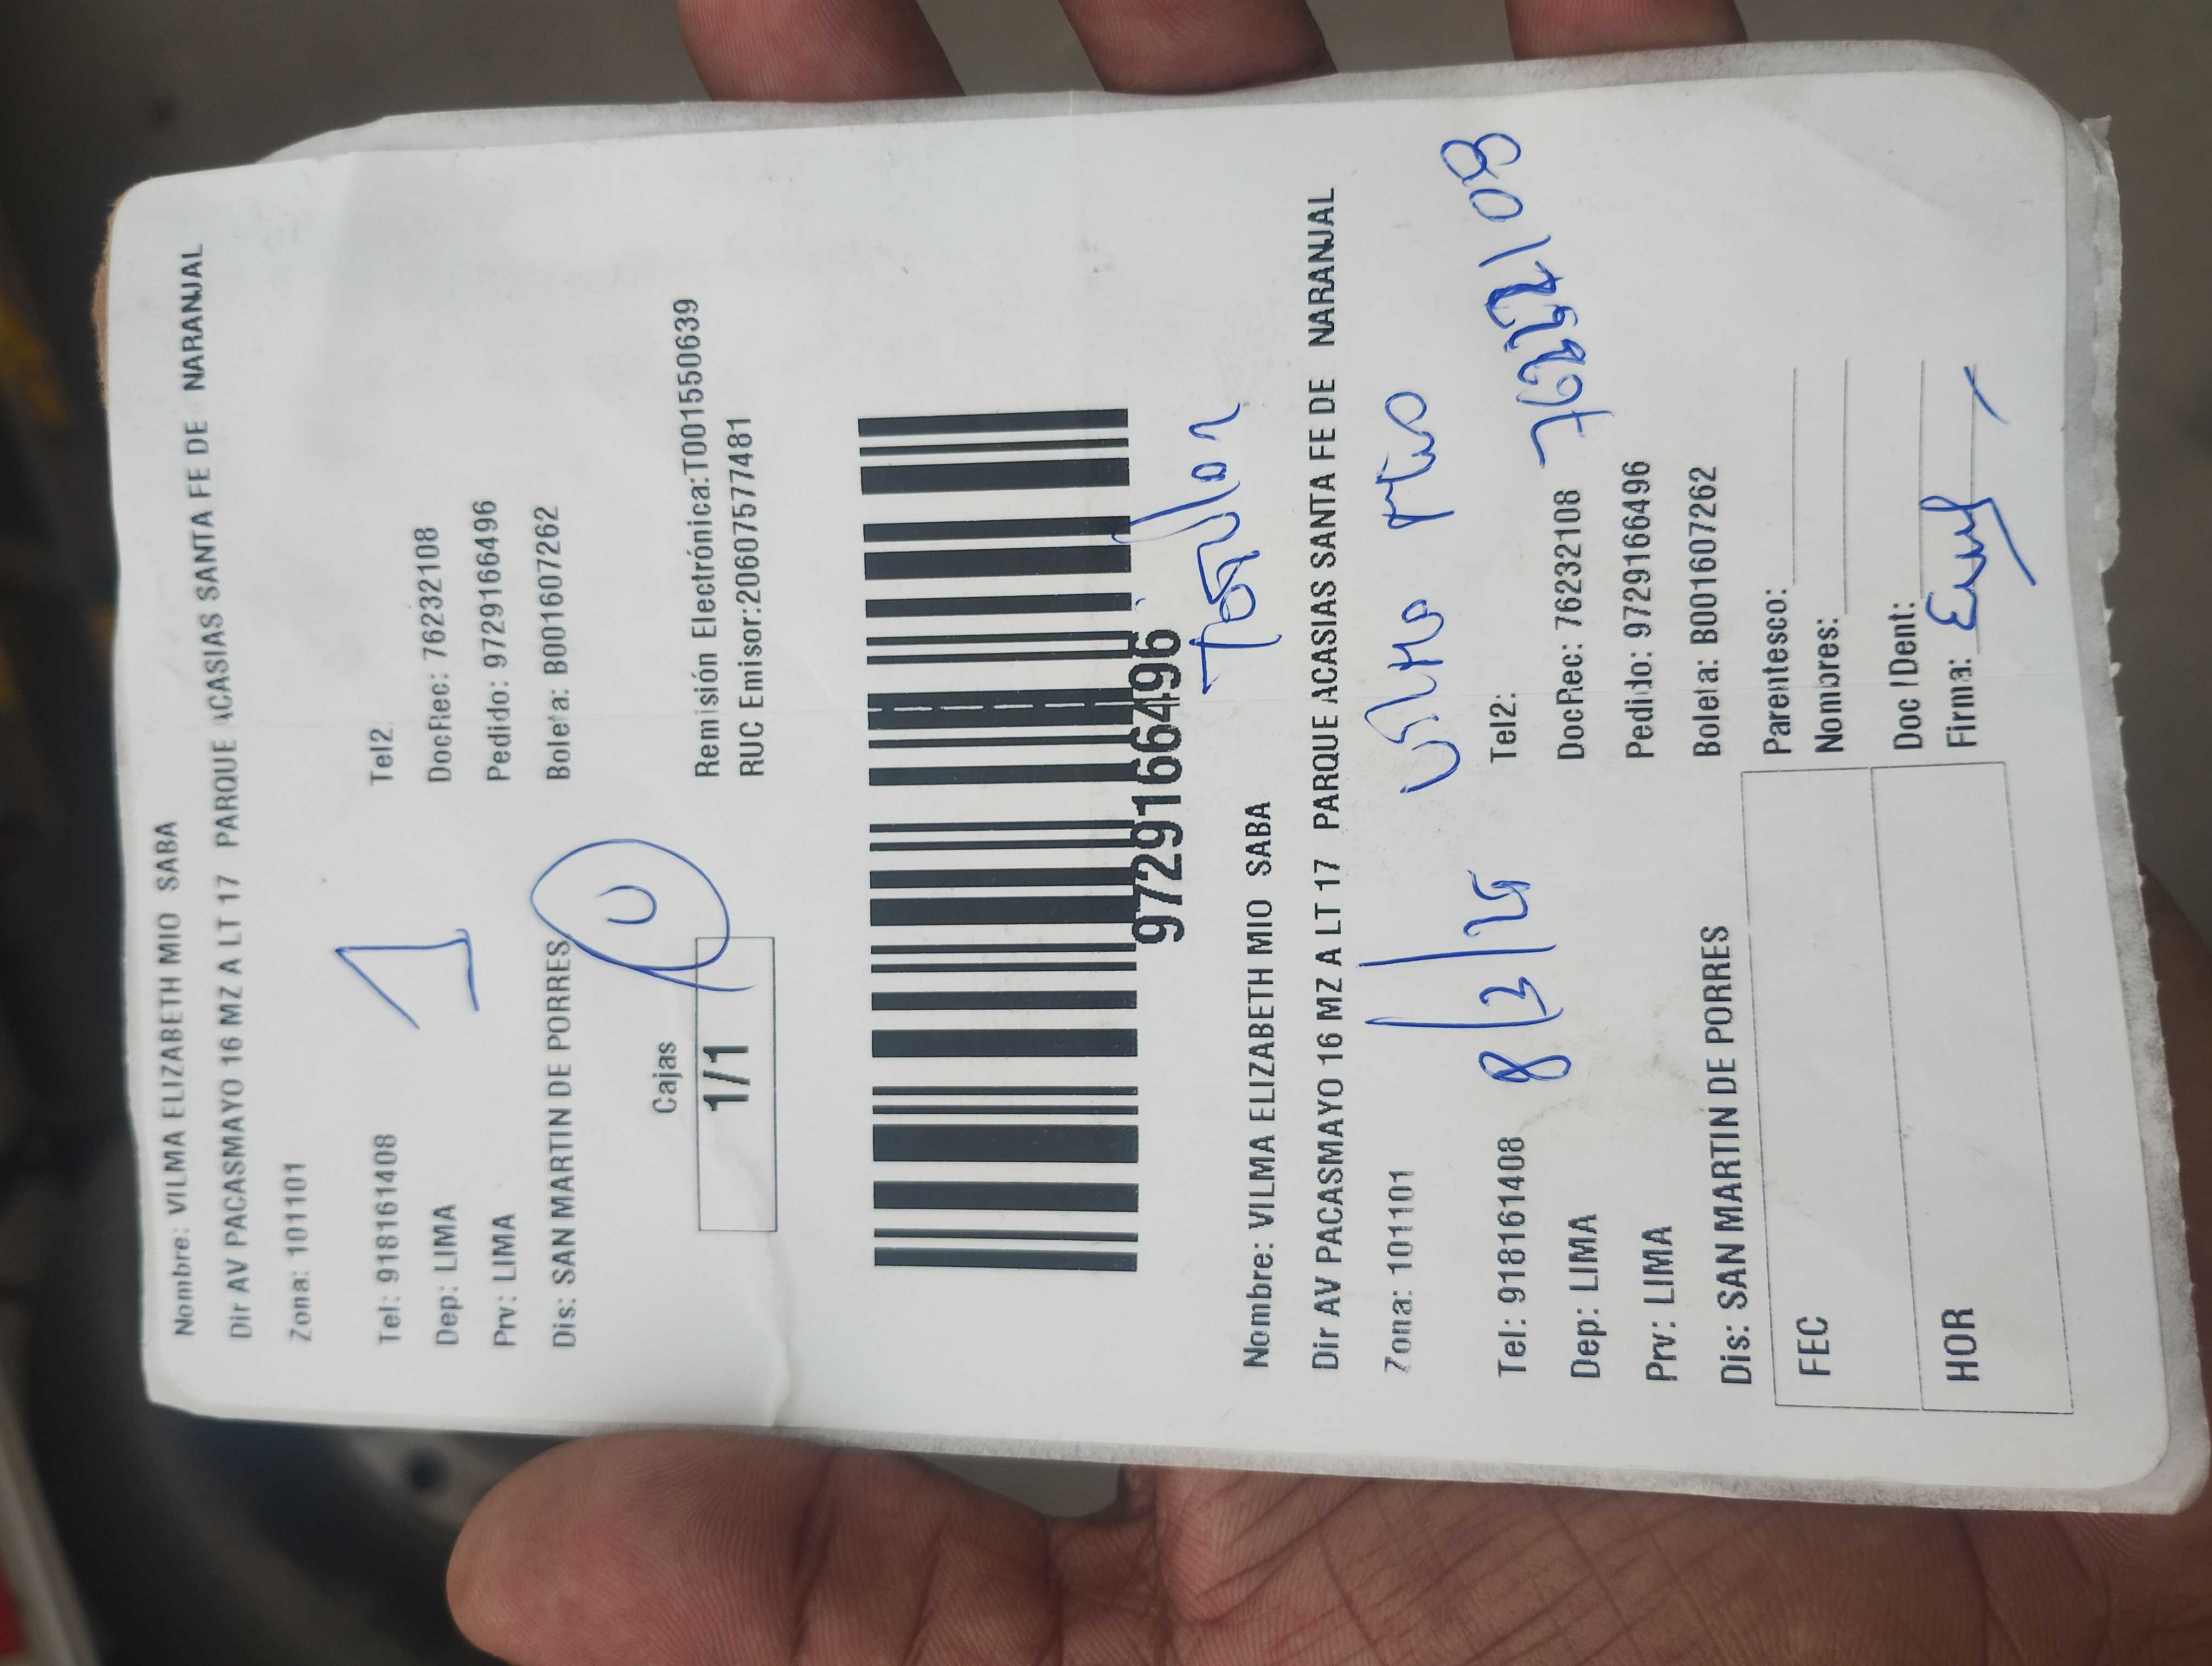 Nombre: VILMA ELIZABETH MIO SABA
Dir AV PACASMAYO 16 MZ A LT 17 PARQUE ACASIAS SANTA FE DE NARANJAL
Zona: 101101
1
Tel: 918161408 Tel2:
Dep: LIMA DocRec: 76232108
Prv: LIMA Pedido: 9729166496
Dis: SAN MARTIN DE PORRES Boleta: B001607262
Cajas
1/1
Remisión Electrónica:T001550639
RUC Emisor:20607577481
9729166496
Nombre: VILMA ELIZABETH MIO SABA
Dir AV PACASMAYO 16 MZ A LT 17 PARQUE ACASIAS SANTA FE DE NARANJAL
Zona: 101101 Vilma Mio
8/2/25 76232108
Tel: 918161408 Tel2:
Dep: LIMA DocRec: 76232108
Prv: LIMA Pedido: 9729166496
Dis: SAN MARTIN DE PORRES Boleta: B001607262
FEC Parentesco:
Nombres:
HOR Doc IDent:
Firma: